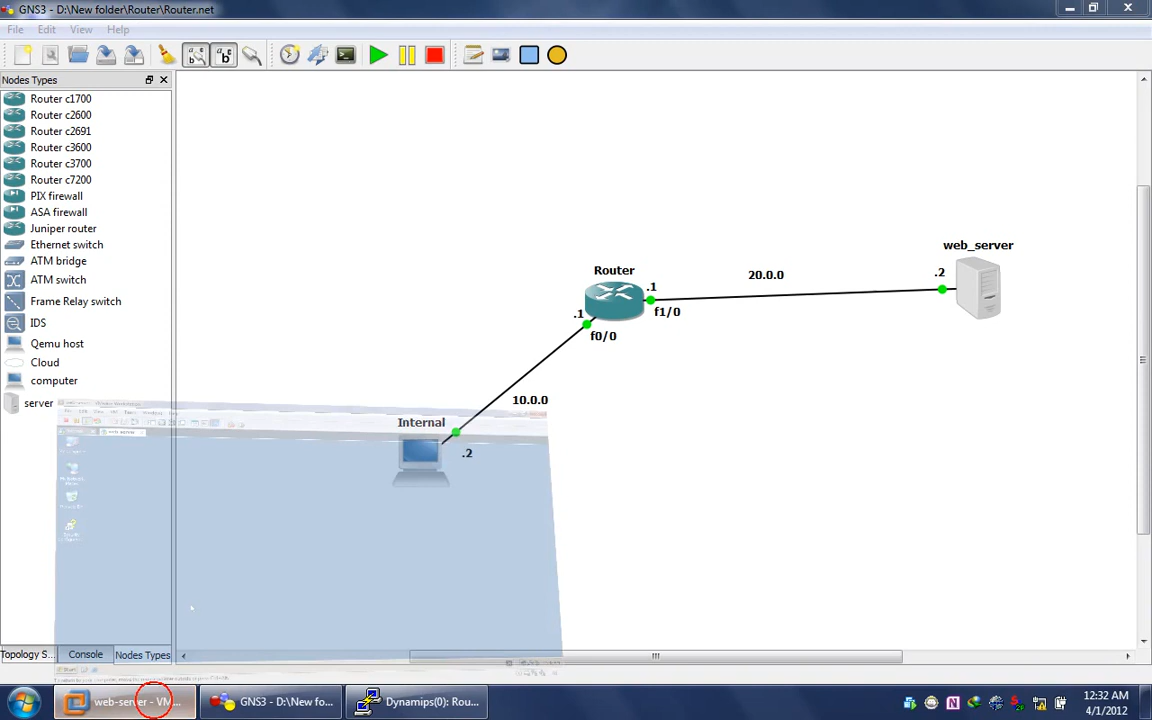 GNS3 - D:\New folder\Router\Router.net
File Edit View Help
Nodes Types
Router c1700
Router c2600
Router c2691
Router c3600
Router c3700
Router c7200
PIX firewall
ASA firewall
Juniper router
Ethernet switch
ATM bridge
ATM switch
Frame Relay switch
IDS
Qemu host
Cloud
computer
server
web_server
.2
20.0.0
Router
.1
f1/0
.1
f0/0
10.0.0
Internal
.2
Topology S... Console Nodes Types
web-server - VM... GNS3 - D:\New fo... Dynamips(0): Rou...
12:32 AM
4/1/2012